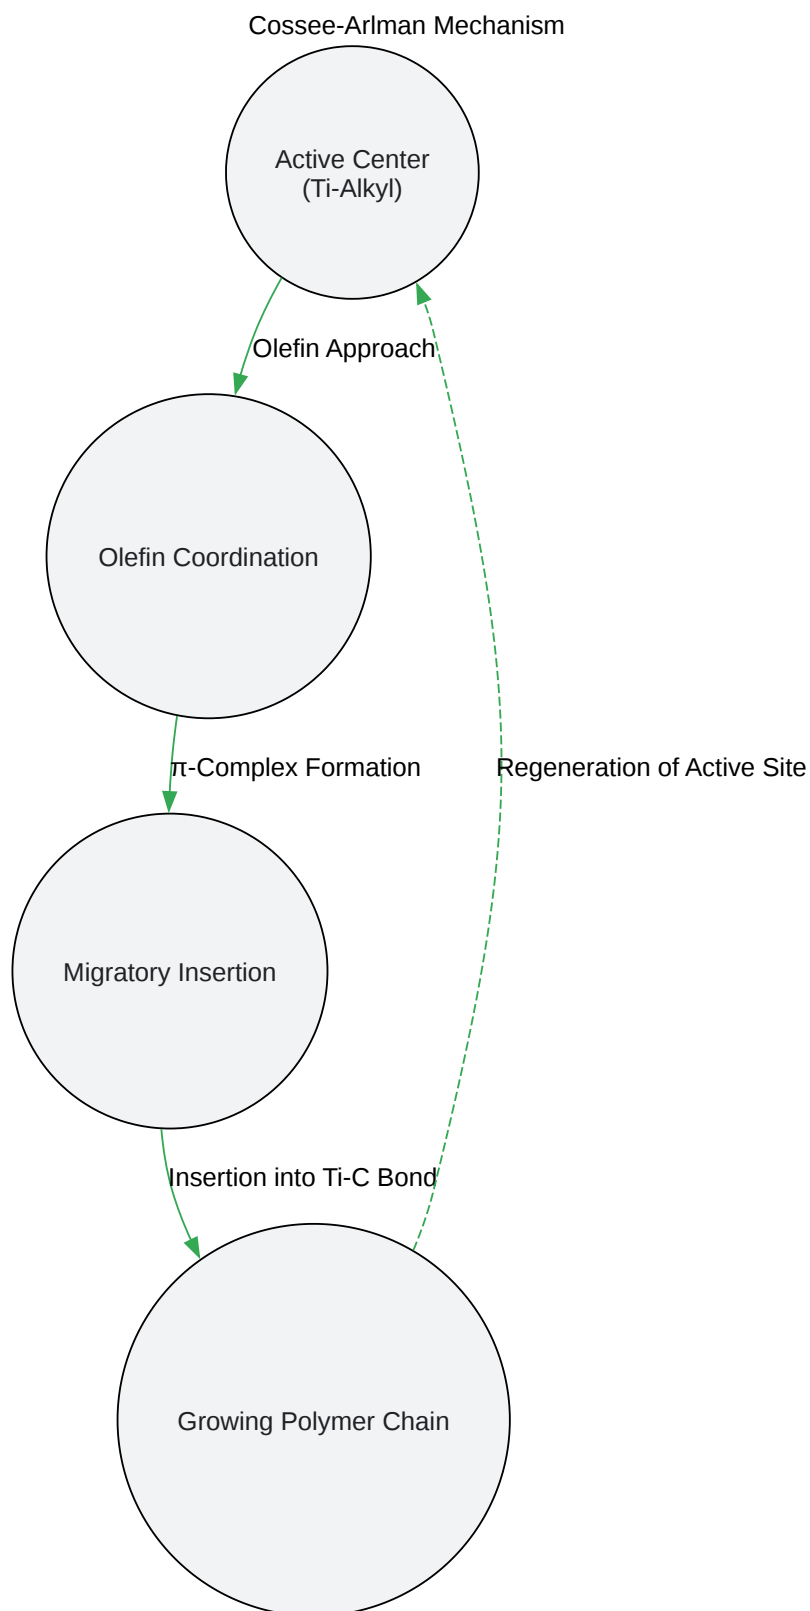 Cossee-Arlman Mechanism
Active Center
(Ti-Alkyl)
Olefin Approach
Olefin Coordination
π-Complex Formation
Regeneration of Active Site
Migratory Insertion
Insertion into Ti-C Bond
Growing Polymer Chain